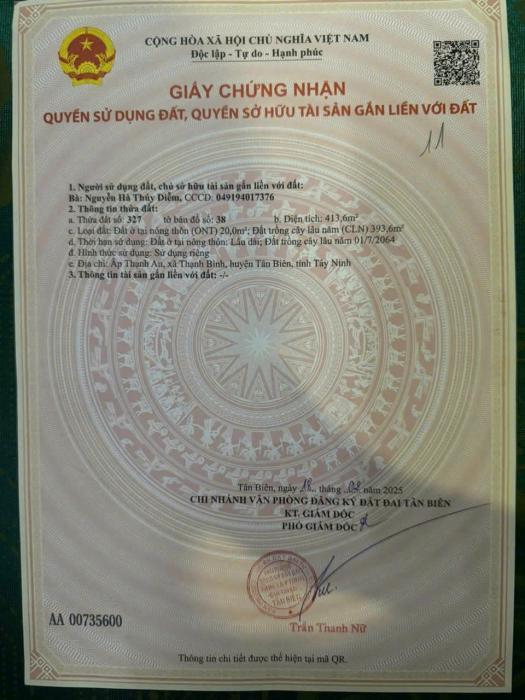 CỘNG HÒA XÃ HỘI CHỦ NGHĨA VIỆT NAM
Độc lập - Tự do - Hạnh phúc
GIẤY CHỨNG NHẬN
QUYỀN SỬ DỤNG ĐẤT, QUYỀN SỞ HỮU TÀI SẢN GẮN LIỀN VỚI ĐẤT
11
1. Người sử dụng đất, chủ sở hữu tài sản gắn liền với đất:
Bà: Nguyễn Hà Thúy Diễm, CCCD: 049194017376
2. Thông tin thửa đất:
a. Thửa đất số: 327 tờ bản đồ số: 38 b. Diện tích: 413,6m²
c. Loại đất: Đất ở tại nông thôn (ONT) 20,0m²; Đất trồng cây lâu năm (CLN) 393,6m²
d. Thời hạn sử dụng: Đất ở tại nông thôn: Lâu dài; Đất trồng cây lâu năm 01/7/2064
đ. Hình thức sử dụng: Sử dụng riêng
e. Địa chỉ: Ấp Thạnh An, xã Thạnh Bình, huyện Tân Biên, tỉnh Tây Ninh
3. Thông tin tài sản gắn liền với đất: -/-
Tân Biên, ngày 18 tháng 02 năm 2025
CHI NHÁNH VĂN PHÒNG ĐĂNG KÝ ĐẤT ĐAI TÂN BIÊN
KT. GIÁM ĐỐC
PHÓ GIÁM ĐỐC
TÂN BIÊN
AA 00735600
Trần Thanh Nữ
Thông tin chi tiết được thể hiện tại mã QR.